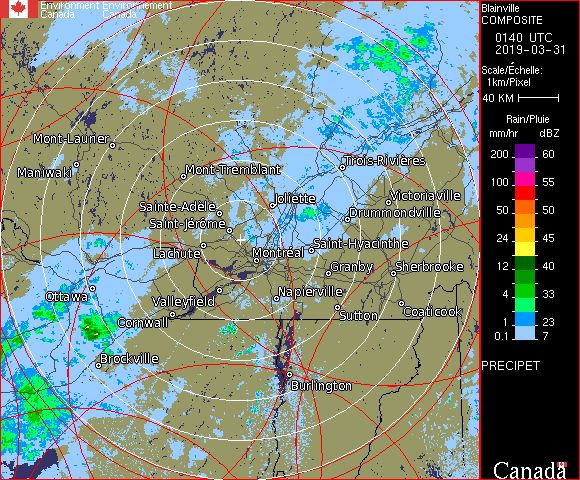 Environment Environnement
Canada Canada
Blainville
COMPOSITE
0140 UTC
2019-03-31
Scale/Échelle:
1km/Pixel
40 KM
Rain/Pluie
mm/hr dBZ
200 60
100 55
50 50
24 45
12 40
4 33
1 23
0.1 7
PRECIPET
Mont-Laurier
Maniwaki
Mont-Tremblant
Trois-Rivières
Sainte-Adèle
Joliette
Victoriaville
Drummondville
Saint-Jérôme
Lachute
Montréal
Saint-Hyacinthe
Granby
Sherbrooke
Ottawa
Valleyfield
Napierville
Cornwall
Sutton
Coaticook
Brockville
Burlington
Canada